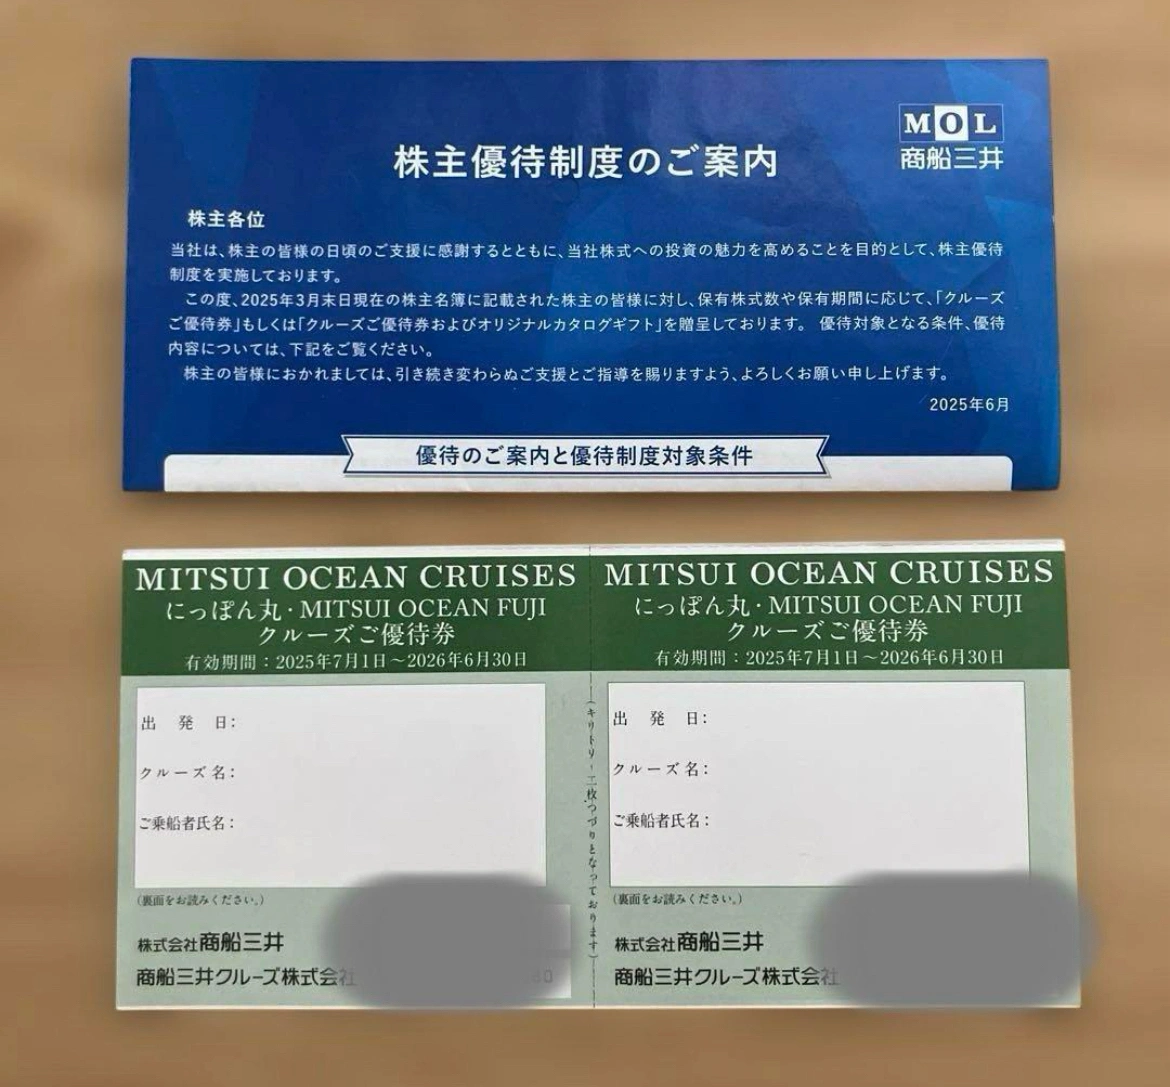 MOL
商船三井
株主優待制度のご案内
株主各位
当社は、株主の皆様の日頃のご支援に感謝するとともに、当社株式への投資の魅力を高めることを目的として、株主優待
制度を実施しております。
この度、2025年3月末日現在の株主名簿に記載された株主の皆様に対し、保有株式数や保有期間に応じて、「クルーズ
ご優待券」もしくは「クルーズご優待券およびオリジナルカタログギフト」を贈呈しております。 優待対象となる条件、優待
内容については、下記をご覧ください。
株主の皆様におかれましては、引き続き変わらぬご支援とご指導を賜りますよう、よろしくお願い申し上げます。
2025年6月
優待のご案内と優待制度対象条件
MITSUI OCEAN CRUISES
にっぽん丸・MITSUI OCEAN FUJI
クルーズご優待券
有効期間：2025年7月1日～2026年6月30日
出発日：
クルーズ名：
ご乗船者氏名：
（裏面をお読みください。）
株式会社商船三井
商船三井クルーズ株式会社
（キリトリ・二枚つづりとなっております）
MITSUI OCEAN CRUISES
にっぽん丸・MITSUI OCEAN FUJI
クルーズご優待券
有効期間：2025年7月1日～2026年6月30日
出発日：
クルーズ名：
ご乗船者氏名：
（裏面をお読みください。）
株式会社商船三井
商船三井クルーズ株式会社